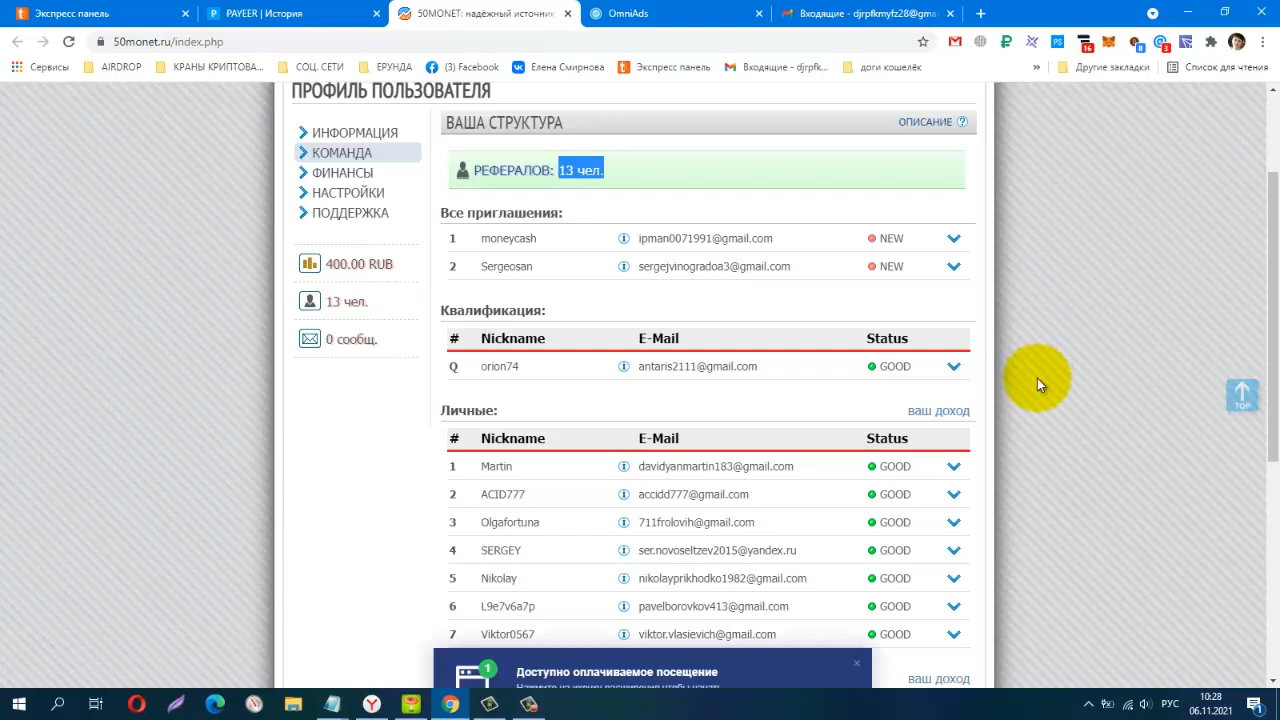 Экспресс панель
PAYEER | История
50MONET: надёжный источник
OmniAds
Входящие - djrpfkmyfz28@gma
50monet.ru/index.php
Сервисы
AIRDROP
КРАНЫ КРИПТОВА...
СОЦ. СЕТИ
ЕРУНДА
(3) Facebook
Елена Смирнова
Экспресс панель
Входящие - djrpfk...
доги кошелёк
»
Другие закладки
Список для чтения
ПРОФИЛЬ ПОЛЬЗОВАТЕЛЯ
ИНФОРМАЦИЯ
КОМАНДА
ФИНАНСЫ
НАСТРОЙКИ
ПОДДЕРЖКА
400.00 RUB
13 чел.
0 сообщ.
ВАША СТРУКТУРА
ОПИСАНИЕ ?
РЕФЕРАЛОВ: 13 чел.
Все приглашения:
1 moneycash ipman0071991@gmail.com NEW
2 Sergeosan sergejvinogradoa3@gmail.com NEW
Квалификация:
# Nickname E-Mail Status
Q orion74 antaris2111@gmail.com GOOD
Личные: ваш доход
# Nickname E-Mail Status
1 Martin davidyanmartin183@gmail.com GOOD
2 ACID777 accidd777@gmail.com GOOD
3 Olgafortuna 711frolovih@gmail.com GOOD
4 SERGEY ser.novoseltzev2015@yandex.ru GOOD
5 Nikolay nikolayprikhodko1982@gmail.com GOOD
6 L9e7v6a7p pavelborovkov413@gmail.com GOOD
7 Viktor0567 viktor.vlasievich@gmail.com GOOD
ваш доход
TOP
1
Доступно оплачиваемое посещение
Нажмите на иконку расширения чтобы начать
РУС
10:28
06.11.2021